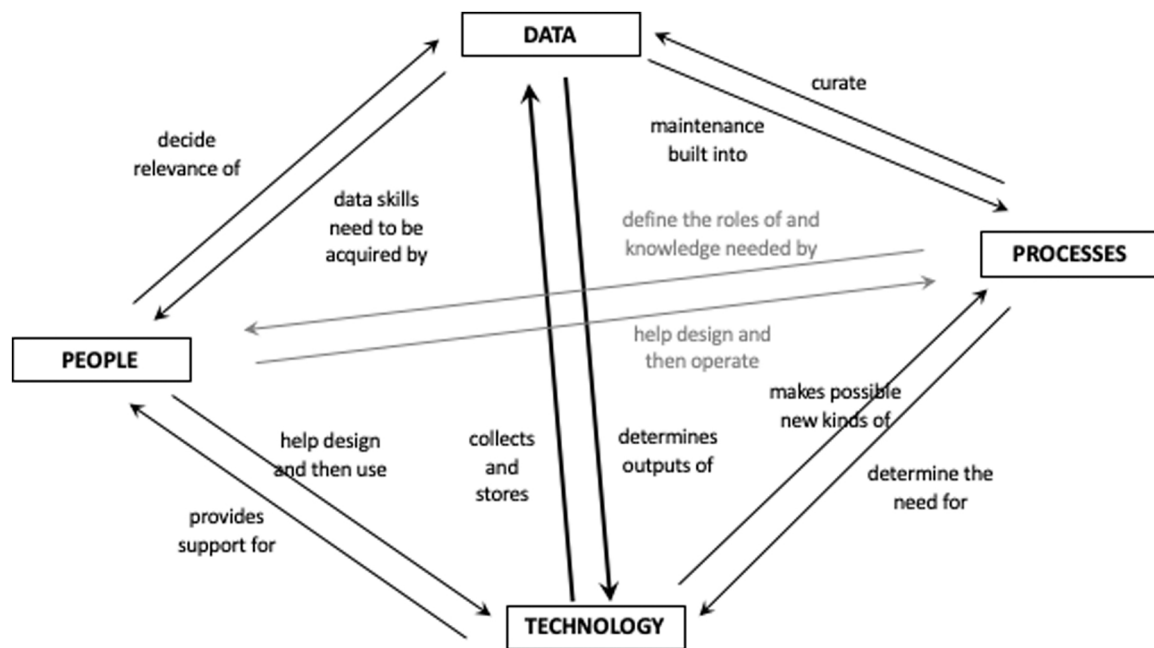 DATA
curate
decide
relevance of
maintenance
built into
data skills
need to be
acquired by
define the roles of and
knowledge needed by
PROCESSES
PEOPLE
help design and
then operate
makes possible
new kinds of
help design
and then use
collects
and
stores
determines
outputs of
determine the
need for
provides
support for
TECHNOLOGY